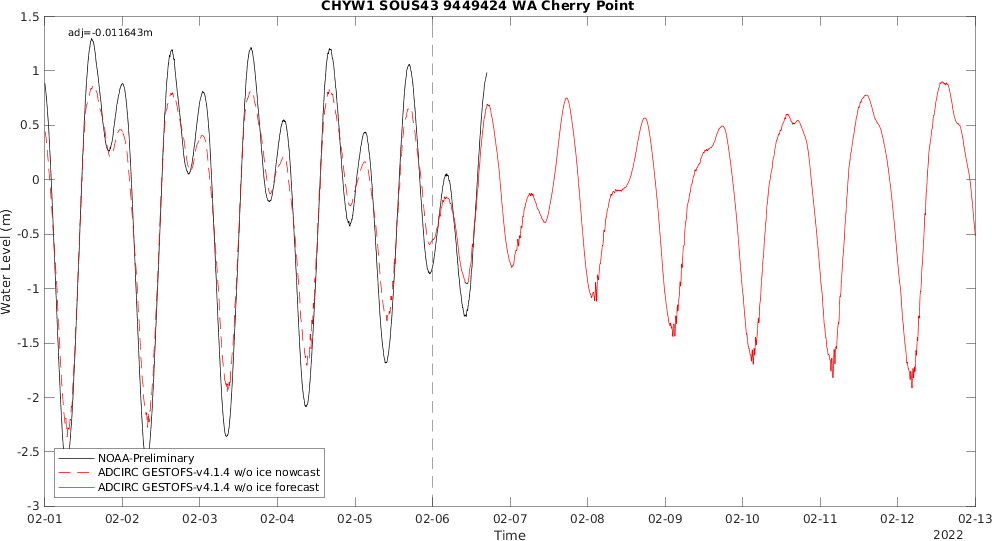 CHYW1 SOUS43 9449424 WA Cherry Point
adj=-0.011643m
1.5
1
0.5
0
-0.5
-1
-1.5
-2
-2.5
-3
Water Level (m)
NOAA-Preliminary
ADCIRC GESTOFS-v4.1.4 w/o ice nowcast
ADCIRC GESTOFS-v4.1.4 w/o ice forecast
02-01 02-02 02-03 02-04 02-05 02-06 02-07 02-08 02-09 02-10 02-11 02-12 02-13
Time
2022